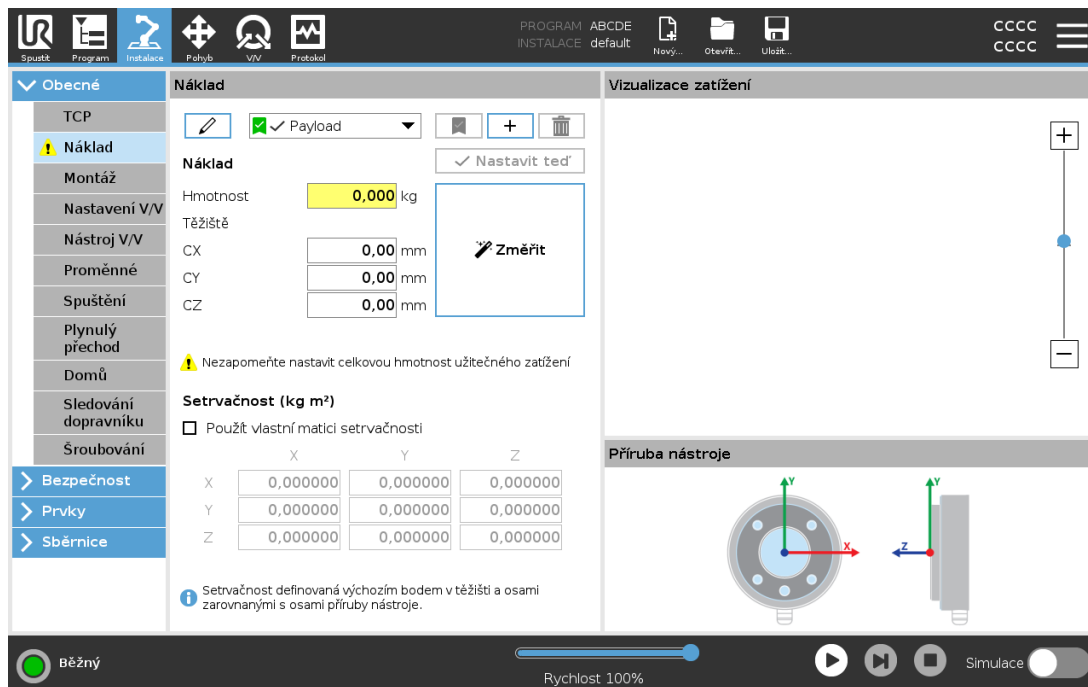 PROGRAM ABCDE
INSTALACE default
CCCC
CCCC
Spustit
Program
Instalace
Pohyb
V/V
Protokol
Nový...
Otevřít...
Uložit...
Obecné
TCP
Náklad
Montáž
Nastavení V/V
Nástroj V/V
Proměnné
Spuštění
Plynulý
přechod
Domů
Sledování
dopravníku
Šroubování
Bezpečnost
Prvky
Sběrnice
Náklad
Payload
Náklad
Nastavit teď
Hmotnost 0,000 kg
Těžiště
CX 0,00 mm
CY 0,00 mm
CZ 0,00 mm
Změřit
Nezapomeňte nastavit celkovou hmotnost užitečného zatížení
Setrvačnost (kg m²)
Použít vlastní matici setrvačnosti
X Y Z
X 0,000000 0,000000 0,000000
Y 0,000000 0,000000 0,000000
Z 0,000000 0,000000 0,000000
Setrvačnost definovaná výchozím bodem v těžišti a osami
zarovnanými s osami příruby nástroje.
Vizualizace zatížení
Příruba nástroje
Y
X
Y
Z
Běžný
Rychlost 100%
Simulace